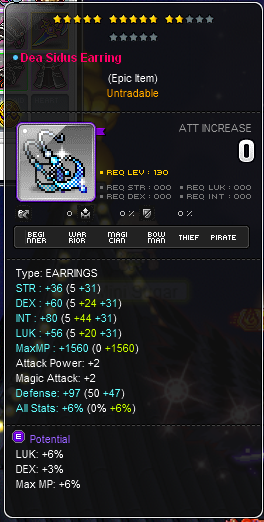 Dea Sidus Earring
(Epic Item)
Untradable
ATT INCREASE
0
REQ LEV : 130
REQ STR : 000 REQ LUK : 000
REQ DEX : 000 REQ INT : 000
0 0 % 0 %
BEGINNER WARRIOR MAGICIAN BOWMAN THIEF PIRATE
Type: EARRINGS
STR : +36 (5 +31)
DEX : +60 (5 +24 +31)
INT : +80 (5 +44 +31)
LUK : +56 (5 +20 +31)
MaxMP : +1560 (0 +1560)
Attack Power: +2
Magic Attack: +2
Defense: +97 (50 +47)
All Stats: +6% (0% +6%)
E Potential
LUK: +6%
DEX: +3%
Max MP: +6%